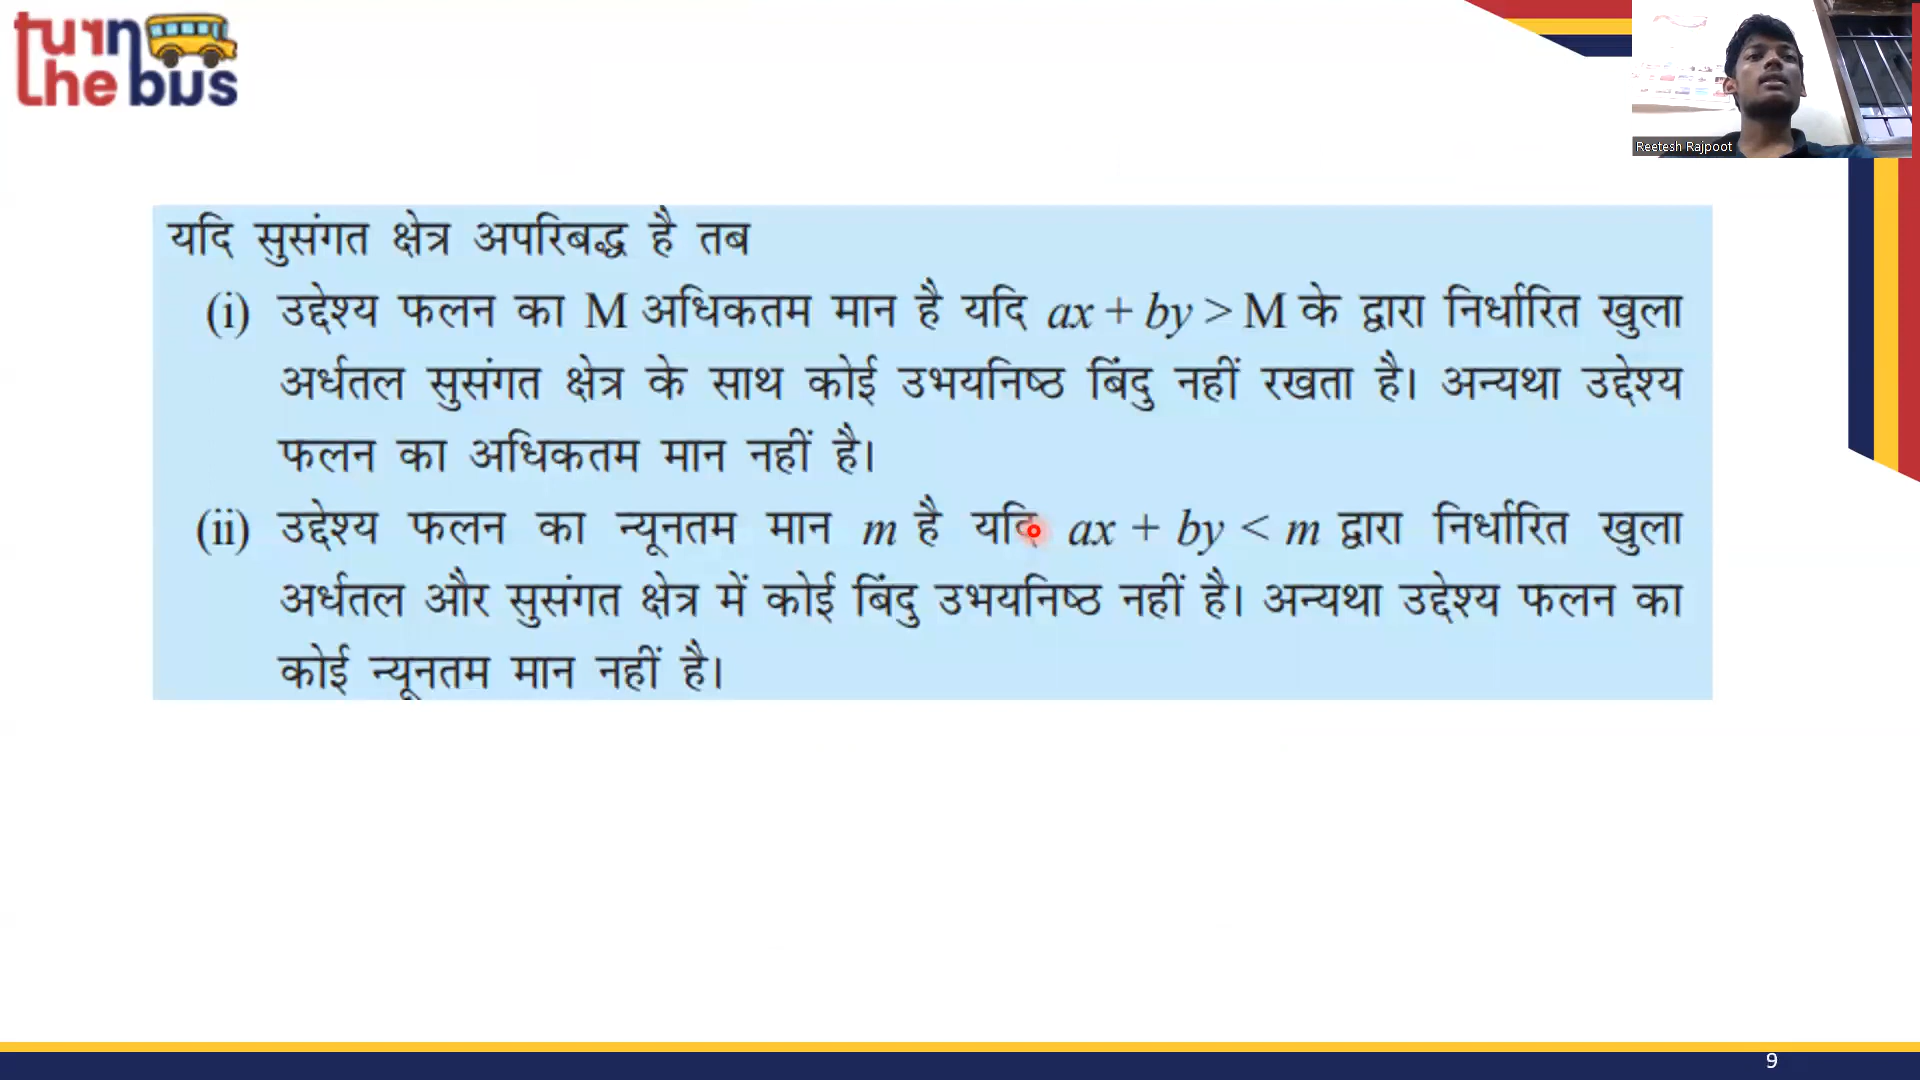 turn
the bus
Reetesh Rajpoot
यदि सुसंगत क्षेत्र अपरिबद्ध है तब
(i) उद्देश्य फलन का M अधिकतम मान है यदि ax + by > M के द्वारा निर्धारित खुला
अर्धतल सुसंगत क्षेत्र के साथ कोई उभयनिष्ठ बिंदु नहीं रखता है। अन्यथा उद्देश्य
फलन का अधिकतम मान नहीं है।
(ii) उद्देश्य फलन का न्यूनतम मान m है यदि ax + by < m द्वारा निर्धारित खुला
अर्धतल और सुसंगत क्षेत्र में कोई बिंदु उभयनिष्ठ नहीं है। अन्यथा उद्देश्य फलन का
कोई न्यूनतम मान नहीं है।
9